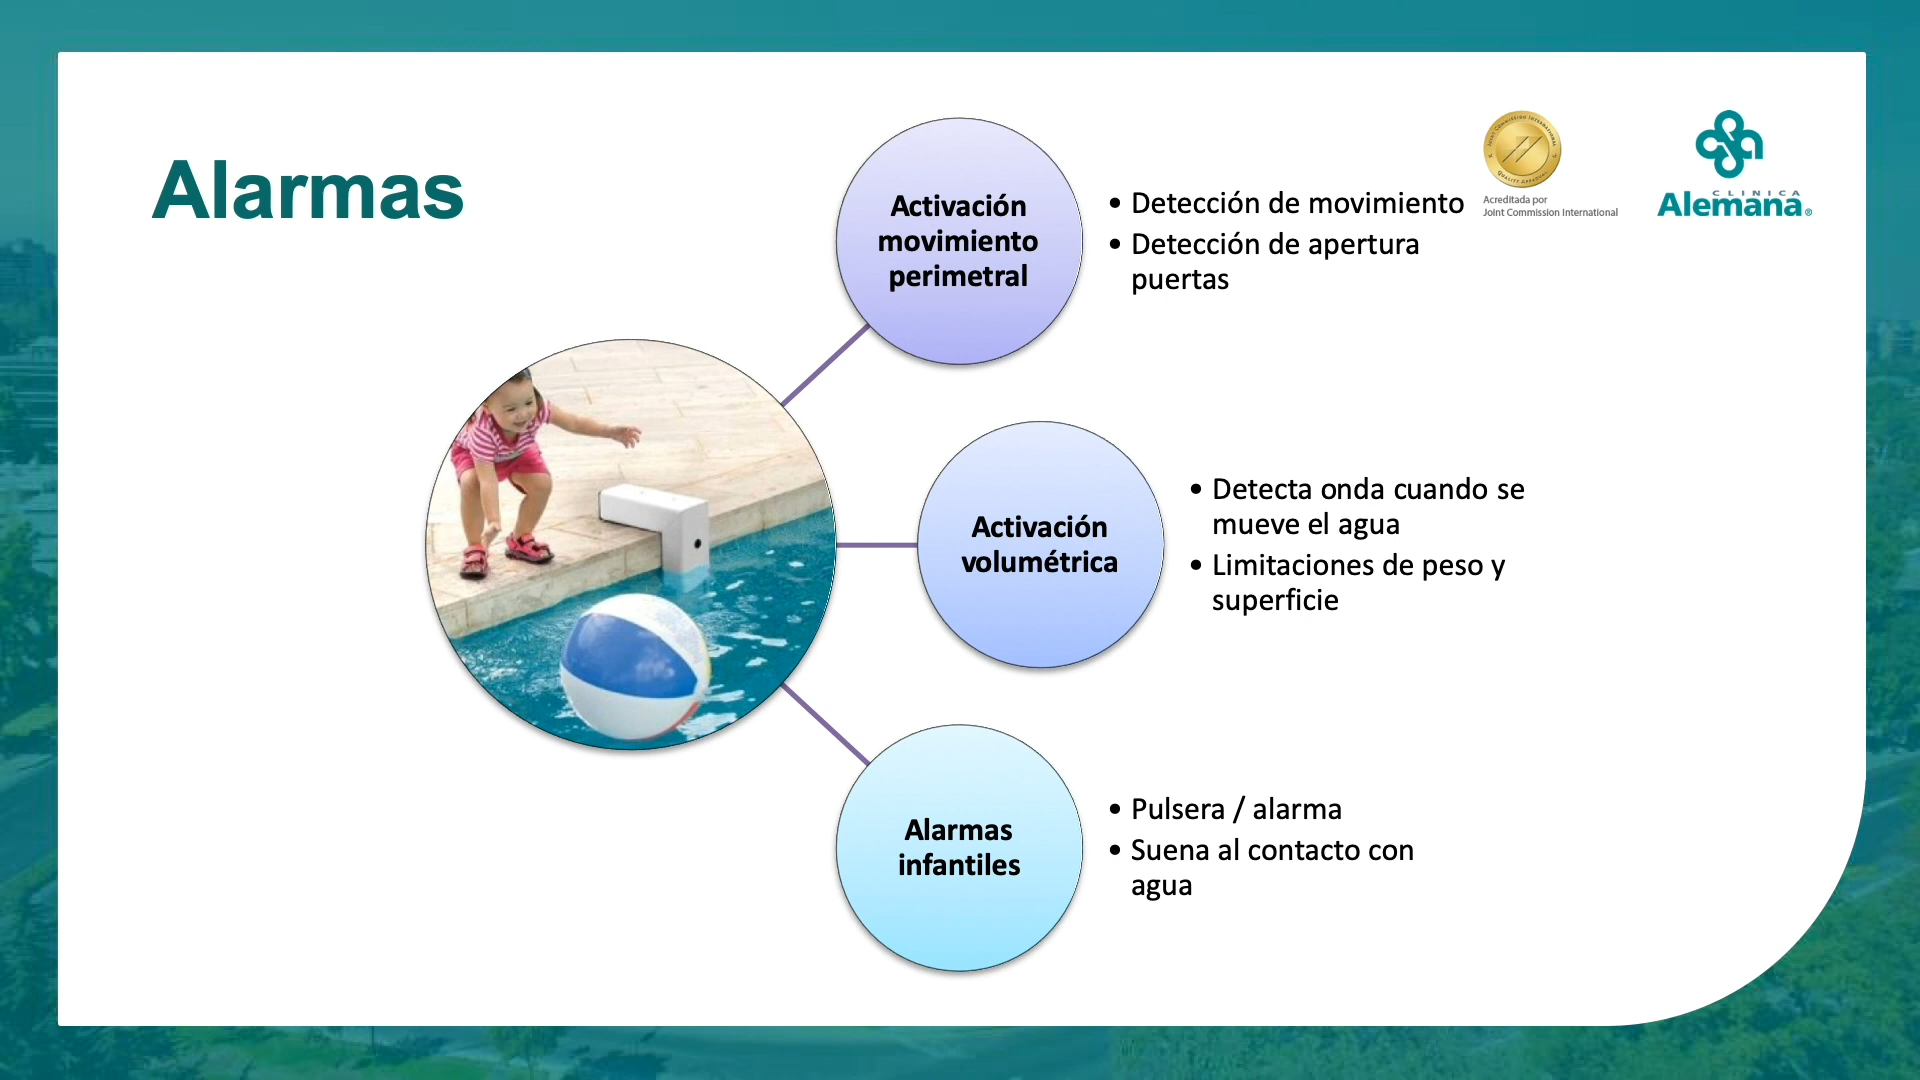 Alarmas
Activación
movimiento
perimetral
• Detección de movimiento
• Detección de apertura
puertas
Acreditada por
Joint Commission International
CLINICA
Alemana®
Activación
volumétrica
• Detecta onda cuando se
mueve el agua
• Limitaciones de peso y
superficie
Alarmas
infantiles
• Pulsera / alarma
• Suena al contacto con
agua